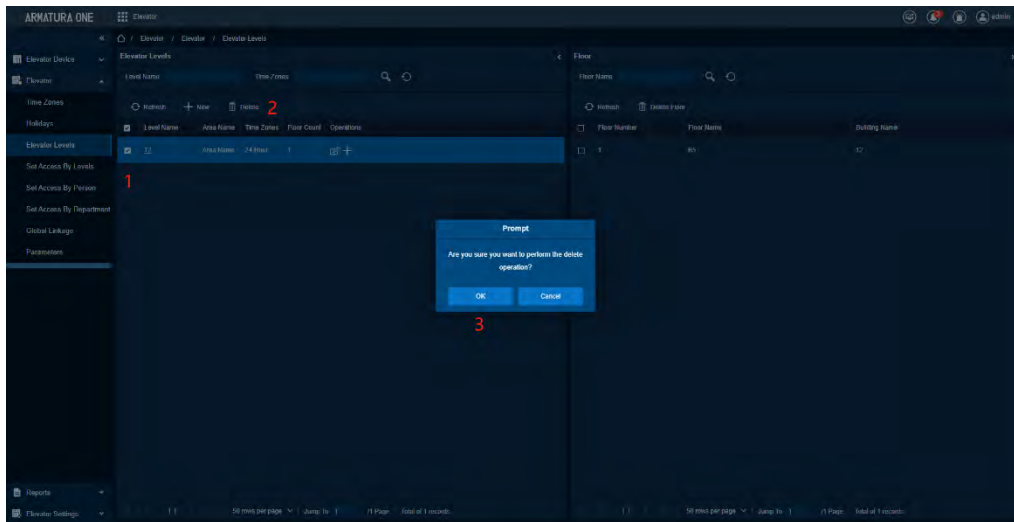 ARMATURA ONE
Elevator
admin
/ Elevator / Elevator / Elevator Levels
Elevator Device
Elevator
Time Zones
Holidays
Elevator Levels
Set Access By Levels
Set Access By Person
Set Access By Department
Global Linkage
Parameters
Reports
Elevator Settings
Elevator Levels
Level Name
Time Zones
Refresh
New
Delete
2
Level Name Area Name Time Zones Floor Count Operations
12 Area Name 24 Hour 1
1
50 rows per page Jump To 1 /1 Page Total of 1 records
Prompt
Are you sure you want to perform the delete
operation?
OK
Cancel
3
Floor
Floor Name
Refresh
Delete Floor
Floor Number Floor Name Building Name
1 12
50 rows per page Jump To 1 /1 Page Total of 1 records